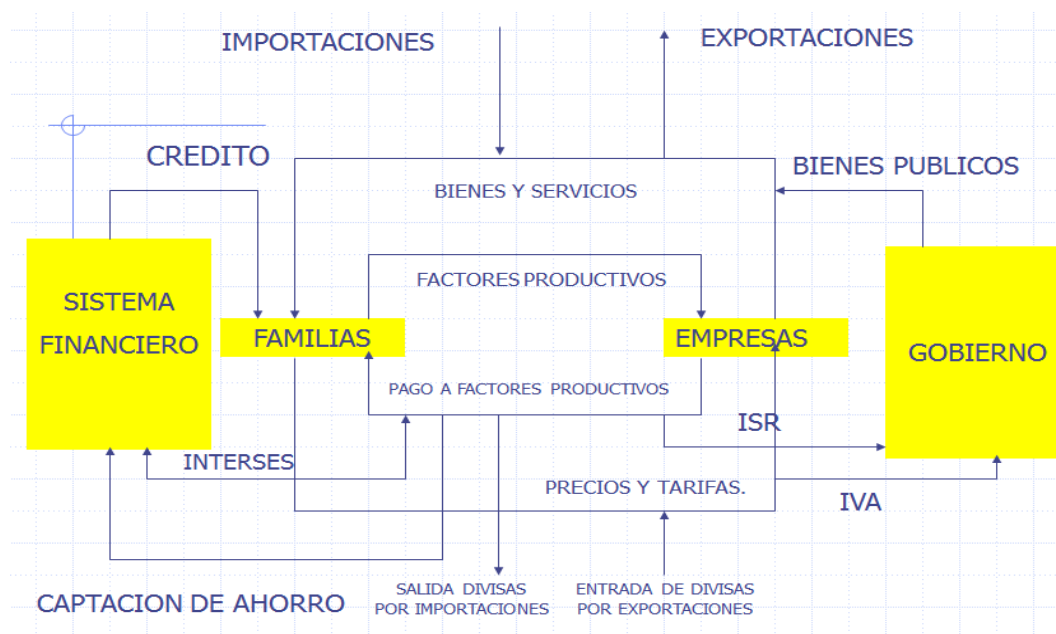 IMPORTACIONES
EXPORTACIONES
CREDITO
BIENES PUBLICOS
BIENES Y SERVICIOS
FACTORES PRODUCTIVOS
SISTEMA
FINANCIERO
FAMILIAS
EMPRESAS
GOBIERNO
PAGO A FACTORES PRODUCTIVOS
ISR
INTERSES
PRECIOS Y TARIFAS.
IVA
CAPTACION DE AHORRO
SALIDA DIVISAS
POR IMPORTACIONES
ENTRADA DE DIVISAS
POR EXPORTACIONES